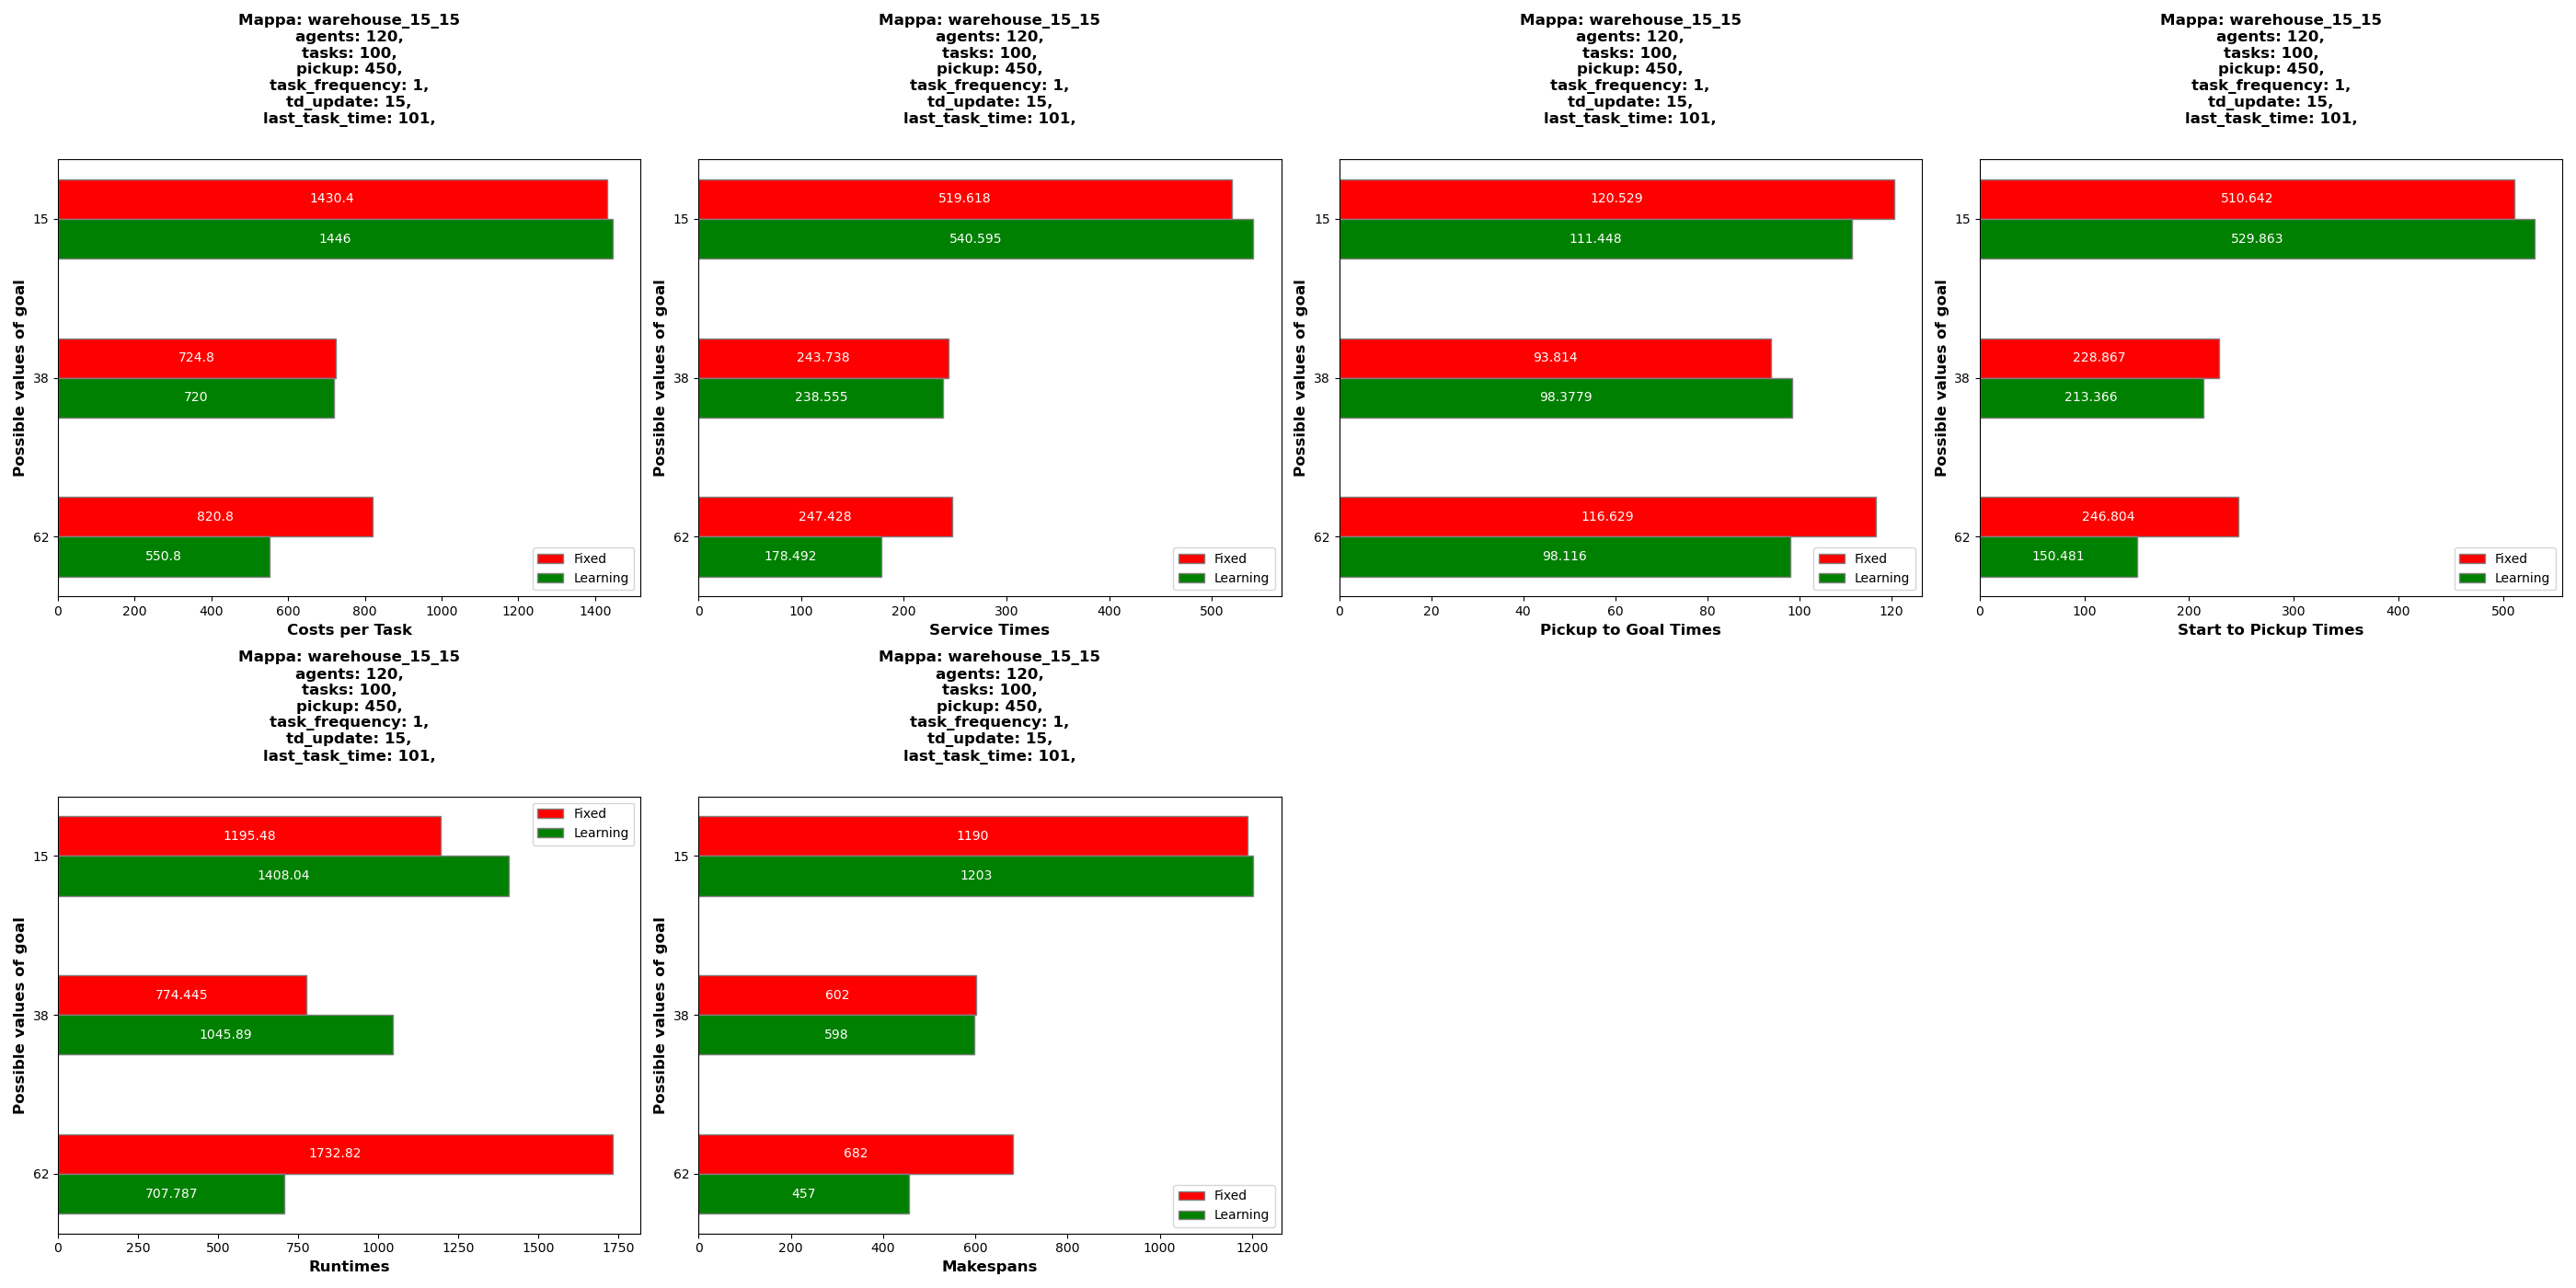 Mappa: warehouse_15_15
agents: 120,
tasks: 100,
pickup: 450,
task_frequency: 1,
td_update: 15,
last_task_time: 101,
Possible values of goal
15
1430.4
1446
38
724.8
720
62
820.8
550.8
Fixed
Learning
0 200 400 600 800 1000 1200 1400
Costs per Task
Mappa: warehouse_15_15
agents: 120,
tasks: 100,
pickup: 450,
task_frequency: 1,
td_update: 15,
last_task_time: 101,
Possible values of goal
15
519.618
540.595
38
243.738
238.555
62
247.428
178.492
Fixed
Learning
0 100 200 300 400 500
Service Times
Mappa: warehouse_15_15
agents: 120,
tasks: 100,
pickup: 450,
task_frequency: 1,
td_update: 15,
last_task_time: 101,
Possible values of goal
15
120.529
111.448
38
93.814
98.3779
62
116.629
98.116
Fixed
Learning
0 20 40 60 80 100 120
Pickup to Goal Times
Mappa: warehouse_15_15
agents: 120,
tasks: 100,
pickup: 450,
task_frequency: 1,
td_update: 15,
last_task_time: 101,
Possible values of goal
15
510.642
529.863
38
228.867
213.366
62
246.804
150.481
Fixed
Learning
0 100 200 300 400 500
Start to Pickup Times
Mappa: warehouse_15_15
agents: 120,
tasks: 100,
pickup: 450,
task_frequency: 1,
td_update: 15,
last_task_time: 101,
Possible values of goal
Fixed
Learning
15
1195.48
1408.04
38
774.445
1045.89
62
1732.82
707.787
0 250 500 750 1000 1250 1500 1750
Runtimes
Mappa: warehouse_15_15
agents: 120,
tasks: 100,
pickup: 450,
task_frequency: 1,
td_update: 15,
last_task_time: 101,
Possible values of goal
15
1190
1203
38
602
598
62
682
457
Fixed
Learning
0 200 400 600 800 1000 1200
Makespans